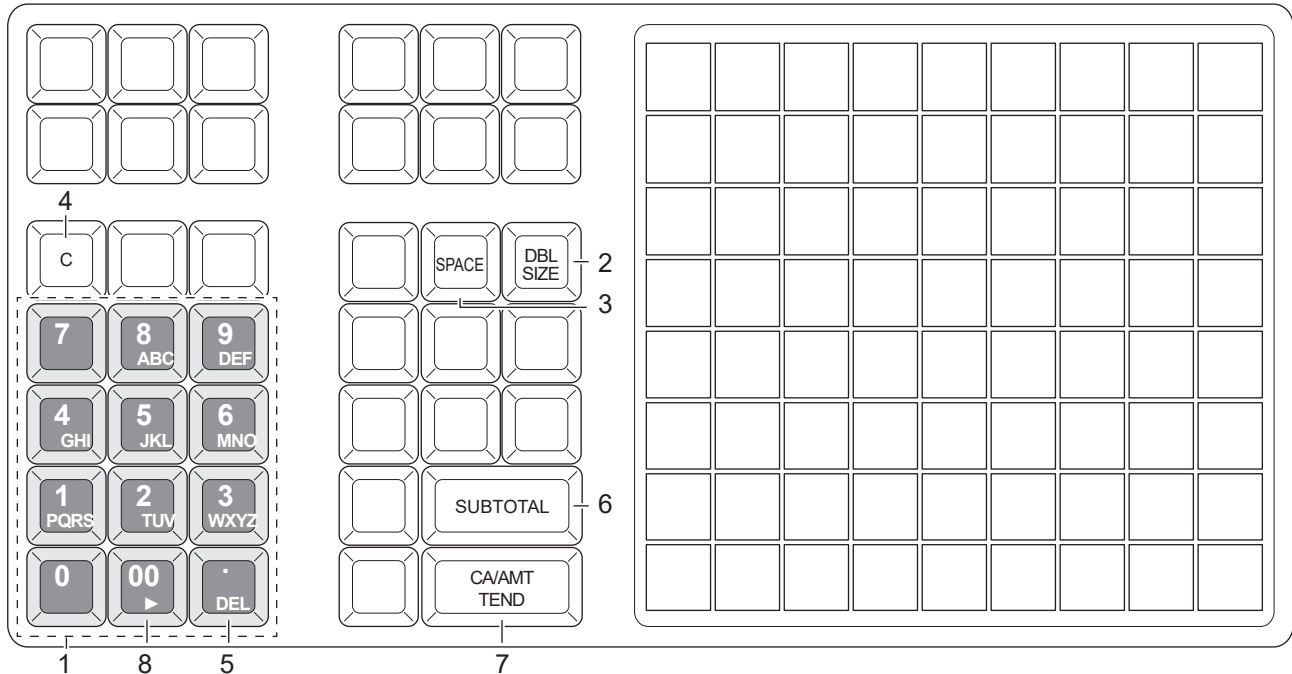 4
C
SPACE
DBL
SIZE
2
3
7
8
ABC
9
DEF
4
GHI
5
JKL
6
MNO
1
PQRS
2
TUV
3
WXYZ
SUBTOTAL
6
0
00
►
.
DEL
CA/AMT
TEND
1
8
5
7